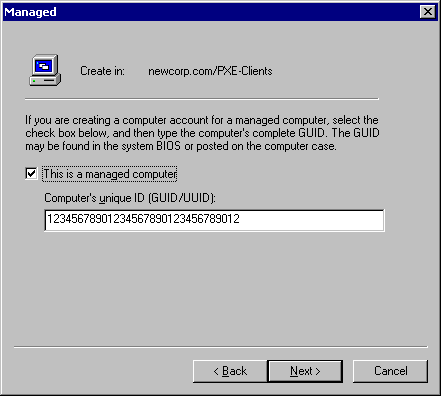 Managed
Create in: newcorp.com/PXE-Clients
If you are creating a computer account for a managed computer, select the
check box below, and then type the computer's complete GUID. The GUID
may be found in the system BIOS or posted on the computer case.
This is a managed computer
Computer's unique ID (GUID/UUID):
12345678901234567890123456789012
< Back Next > Cancel